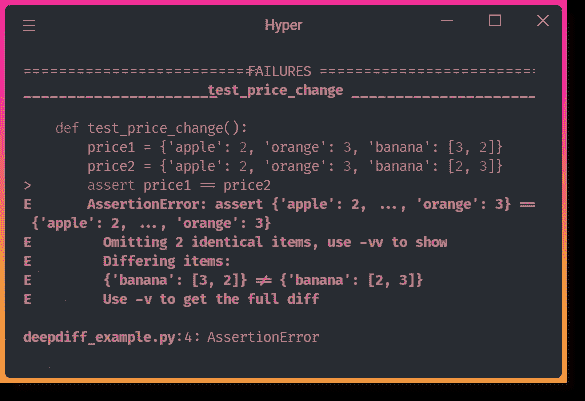 Hyper
============================FAILURES ===========================
_________________________test_price_change _______________________
def test_price_change():
price1 = {'apple': 2, 'orange': 3, 'banana': [3, 2]}
price2 = {'apple': 2, 'orange': 3, 'banana': [2, 3]}
> assert price1 == price2
E AssertionError: assert {'apple': 2, ..., 'orange': 3} ==
{'apple': 2, ..., 'orange': 3}
E Omitting 2 identical items, use -vv to show
E Differing items:
E {'banana': [3, 2]} != {'banana': [2, 3]}
E Use -v to get the full diff
deepdiff_example.py:4: AssertionError